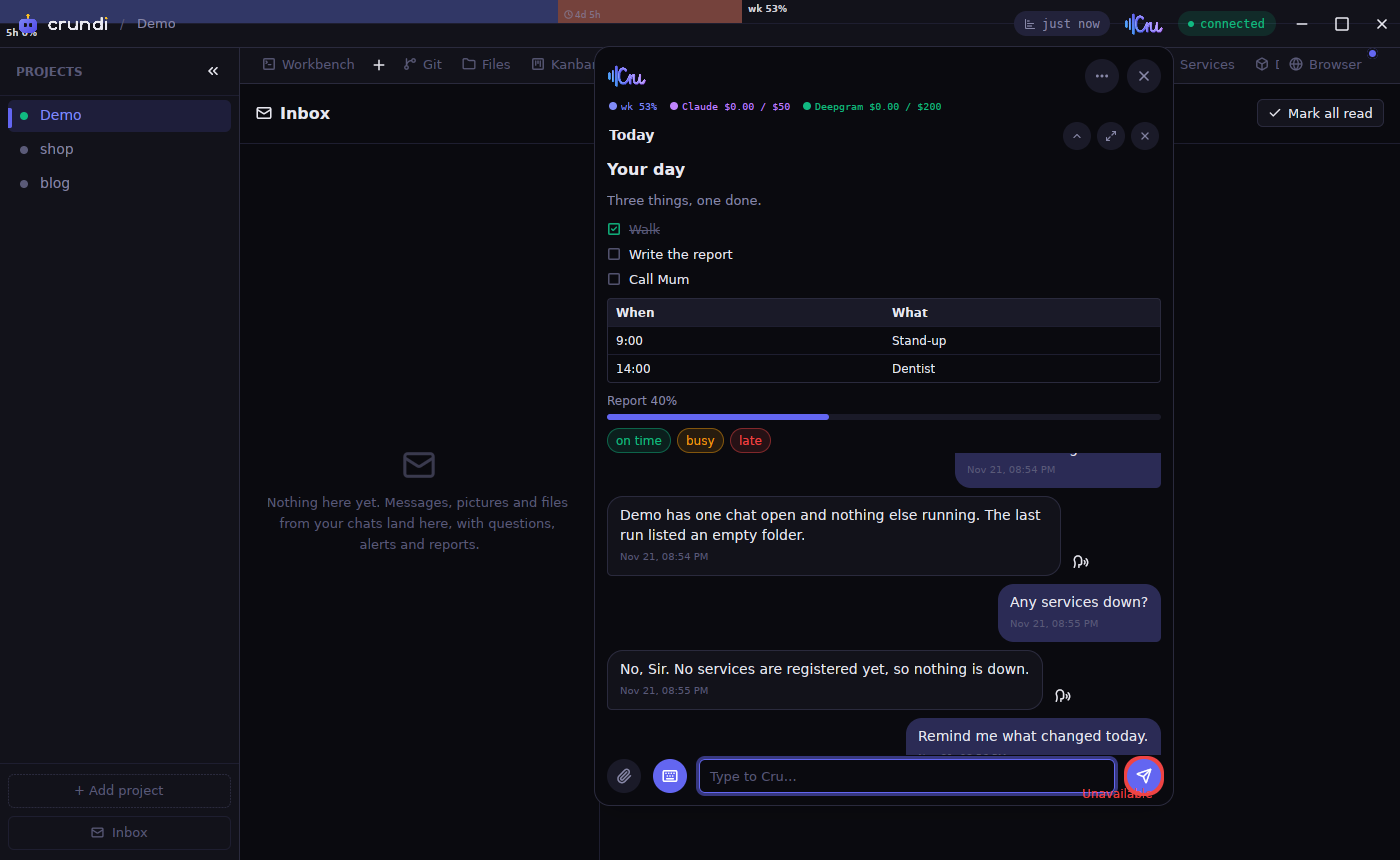 4d 5h
wk 53%
crundi / Demo
just now
Cru
connected
PROJECTS
Workbench
Git
Files
Services
Browser
Demo
shop
blog
Inbox
Mark all read
Nothing here yet. Messages, pictures and files
from your chats land here, with questions,
alerts and reports.
+ Add project
Inbox
Cru
wk 53%
Claude $0.00 / $50
Deepgram $0.00 / $200
Today
Your day
Three things, one done.
Walk
Write the report
Call Mum
When What
9:00 Stand-up
14:00 Dentist
Report 40%
on time
busy
late
Nov 21, 08:54 PM
Demo has one chat open and nothing else running. The last
run listed an empty folder.
Nov 21, 08:54 PM
Any services down?
Nov 21, 08:55 PM
No, Sir. No services are registered yet, so nothing is down.
Nov 21, 08:55 PM
Remind me what changed today.
Type to Cru...
Unavailable